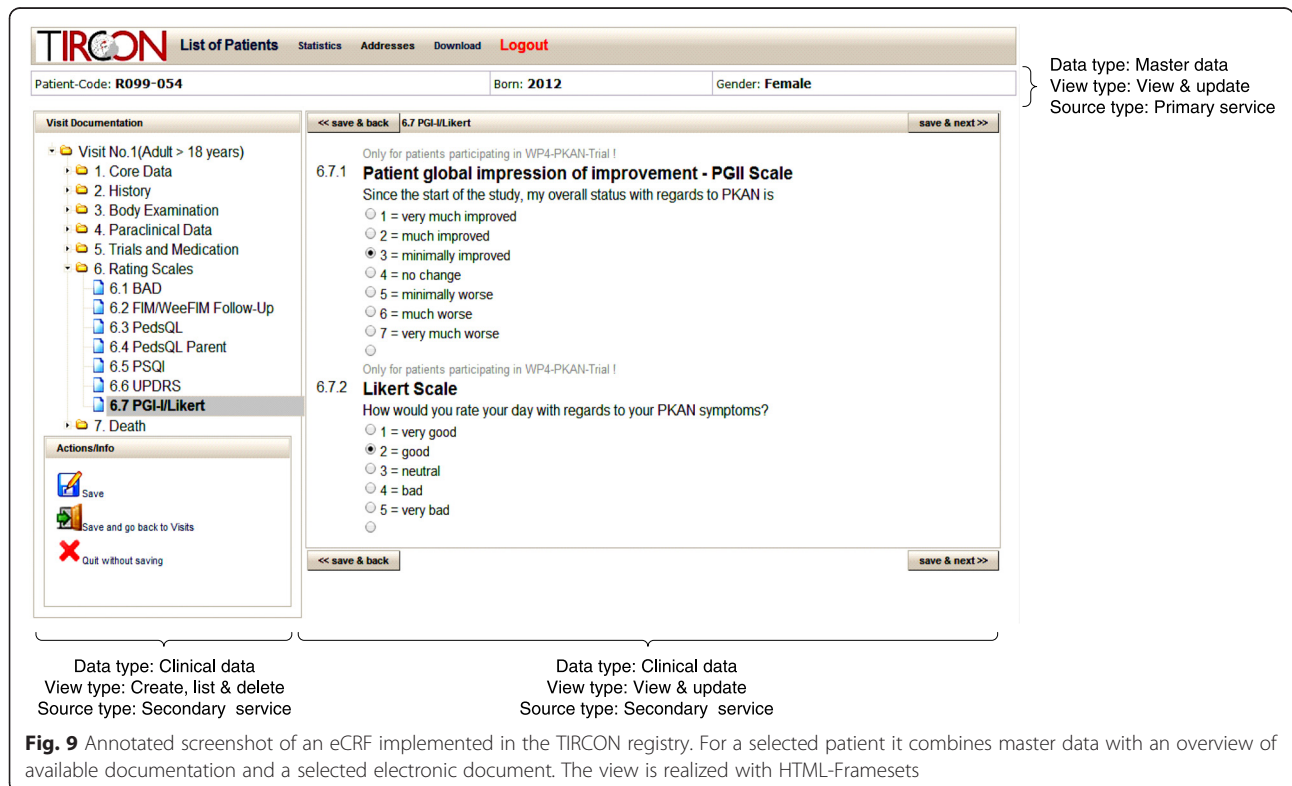 TIRCON List of Patients Statistics Addresses Download Logout
Patient-Code: R099-054 Born: 2012 Gender: Female
Data type: Master data
View type: View & update
Source type: Primary service
Visit Documentation
Visit No.1(Adult > 18 years)
1. Core Data
2. History
3. Body Examination
4. Paraclinical Data
5. Trials and Medication
6. Rating Scales
6.1 BAD
6.2 FIM/WeeFIM Follow-Up
6.3 PedsQL
6.4 PedsQL Parent
6.5 PSQI
6.6 UPDRS
6.7 PGI-I/Likert
7. Death
Actions/Info
Save
Save and go back to Visits
Quit without saving
<< save & back 6.7 PGI-I/Likert save & next >>
Only for patients participating in WP4-PKAN-Trial !
6.7.1 Patient global impression of improvement - PGII Scale
Since the start of the study, my overall status with regards to PKAN is
1 = very much improved
2 = much improved
3 = minimally improved
4 = no change
5 = minimally worse
6 = much worse
7 = very much worse
Only for patients participating in WP4-PKAN-Trial !
6.7.2 Likert Scale
How would you rate your day with regards to your PKAN symptoms?
1 = very good
2 = good
3 = neutral
4 = bad
5 = very bad
<< save & back save & next >>
Data type: Clinical data
View type: Create, list & delete
Source type: Secondary service
Data type: Clinical data
View type: View & update
Source type: Secondary service
Fig. 9 Annotated screenshot of an eCRF implemented in the TIRCON registry. For a selected patient it combines master data with an overview of
available documentation and a selected electronic document. The view is realized with HTML-Framesets